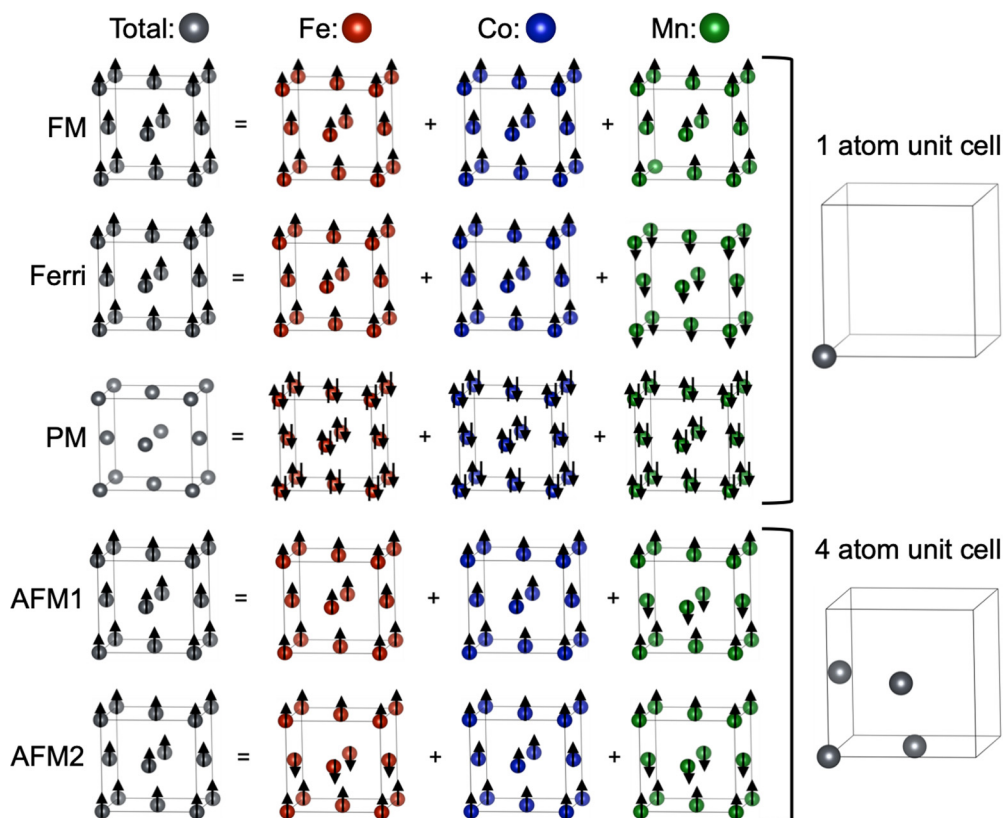 Total: Fe: Co: Mn:
FM = + +
1 atom unit cell
Ferri = + +
PM = + +
4 atom unit cell
AFM1 = + +
AFM2 = + +